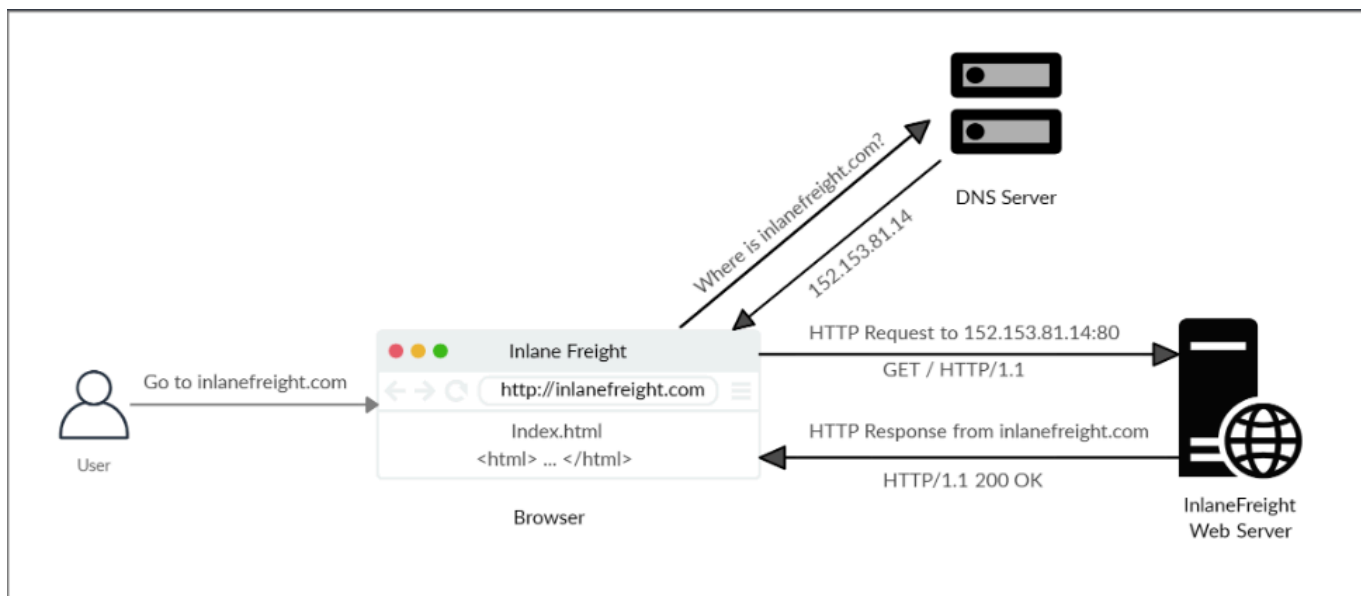 Where is inlanefreight.com?
152.153.81.14
DNS Server
Go to inlanefreight.com
User
Inlane Freight
http://inlanefreight.com
Index.html
<html> ... </html>
Browser
HTTP Request to 152.153.81.14:80
GET / HTTP/1.1
HTTP Response from inlanefreight.com
HTTP/1.1 200 OK
InlaneFreight
Web Server